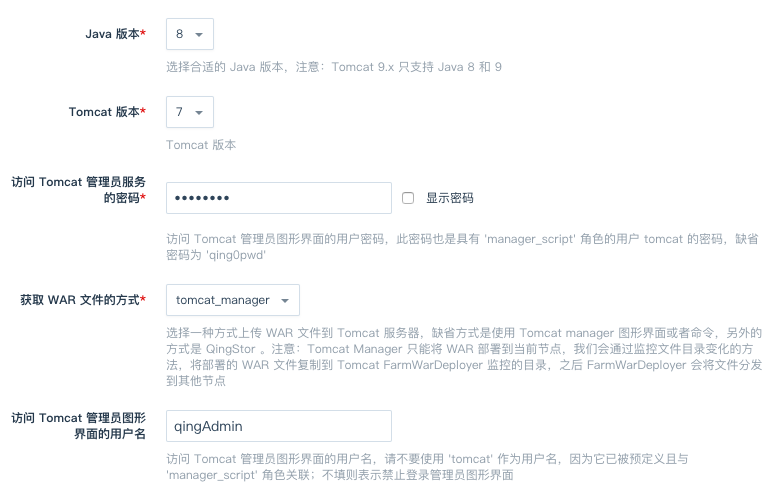 Java 版本*
8
选择合适的 Java 版本，注意：Tomcat 9.x 只支持 Java 8 和 9
Tomcat 版本*
7
Tomcat 版本
访问 Tomcat 管理员服务
的密码*
••••••••
显示密码
访问 Tomcat 管理员图形界面的用户密码，此密码也是具有 'manager_script' 角色的用户 tomcat 的密码，缺省
密码为 'qing0pwd'
获取 WAR 文件的方式*
tomcat_manager
选择一种方式上传 WAR 文件到 Tomcat 服务器，缺省方式是使用 Tomcat manager 图形界面或者命令，另外的
方式是 QingStor 。注意：Tomcat Manager 只能将 WAR 部署到当前节点，我们会通过监控文件目录变化的方
法，将部署的 WAR 文件复制到 Tomcat FarmWarDeployer 监控的目录，之后 FarmWarDeployer 会将文件分发
到其他节点
访问 Tomcat 管理员图形
界面的用户名
qingAdmin
访问 Tomcat 管理员图形界面的用户名，请不要使用 'tomcat' 作为用户名，因为它已被预定义且与
'manager_script' 角色关联；不填则表示禁止登录管理员图形界面